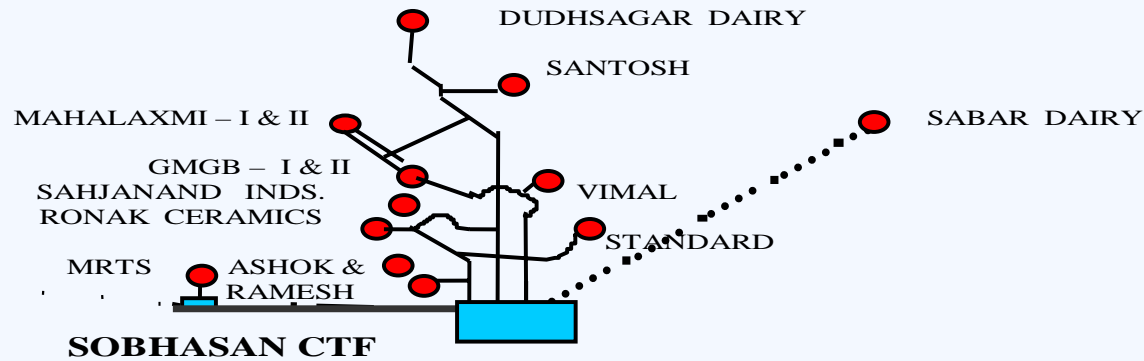 DUDHSAGAR DAIRY
SANTOSH
MAHALAXMI – I & II
SABAR DAIRY
GMGB – I & II
SAHJANAND INDS.
VIMAL
RONAK CERAMICS
STANDARD
MRTS
ASHOK &
RAMESH
SOBHASAN CTF